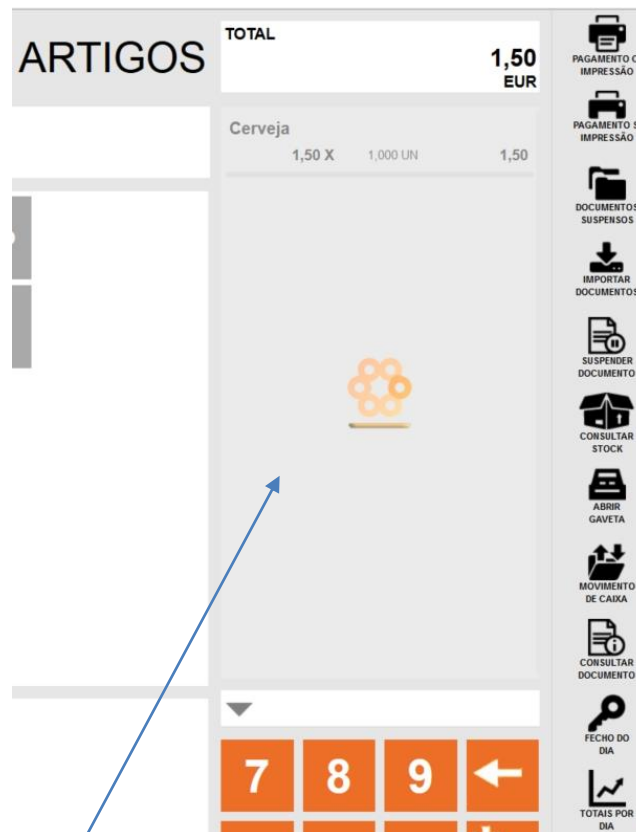 ARTIGOS
TOTAL
1,50
EUR
Cerveja
1,50 X 1,000 UN 1,50
7 8 9
PAGAMENTO C
IMPRESSÃO
PAGAMENTO S
IMPRESSÃO
DOCUMENTOS
SUSPENSOS
IMPORTAR
DOCUMENTOS
SUSPENDER
DOCUMENTO
CONSULTAR
STOCK
ABRIR
GAVETA
MOVIMENTO
DE CAIXA
CONSULTAR
DOCUMENTO
FECHO DO
DIA
TOTAIS POR
DIA